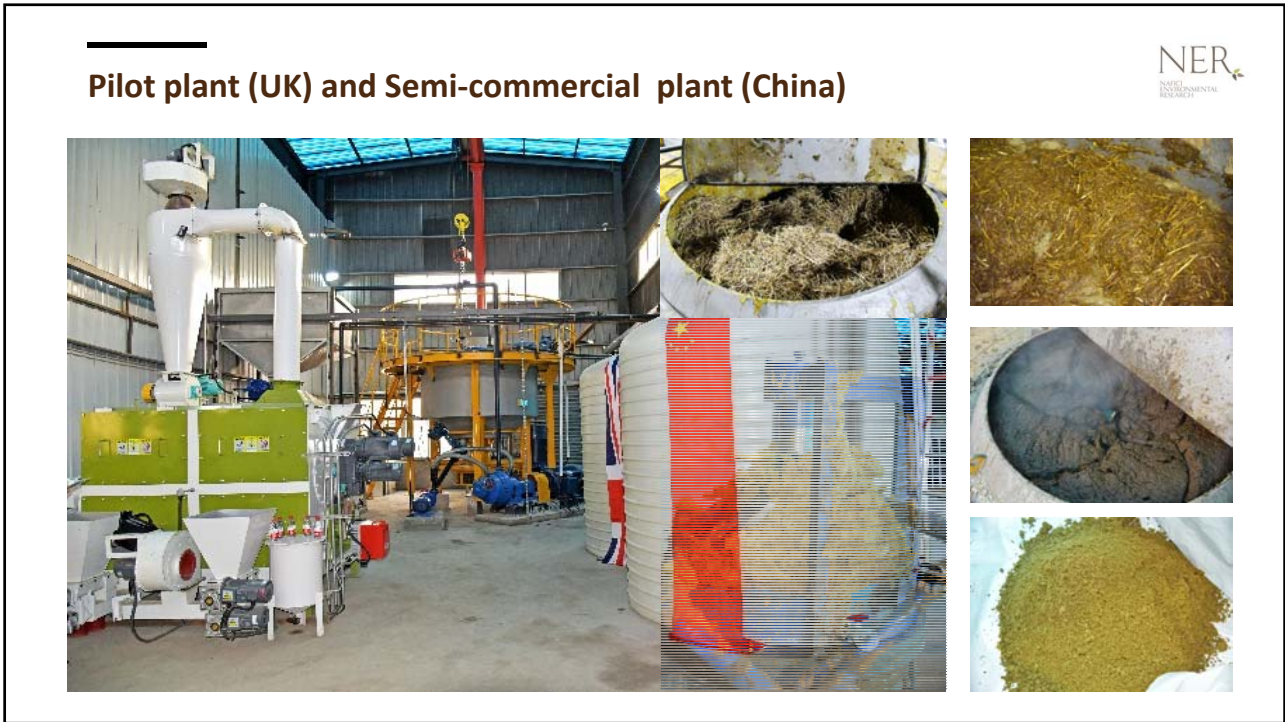 Pilot plant (UK) and Semi-commercial  plant (China)
NER
NAFICI
ENVIRONMENTAL
RESEARCH